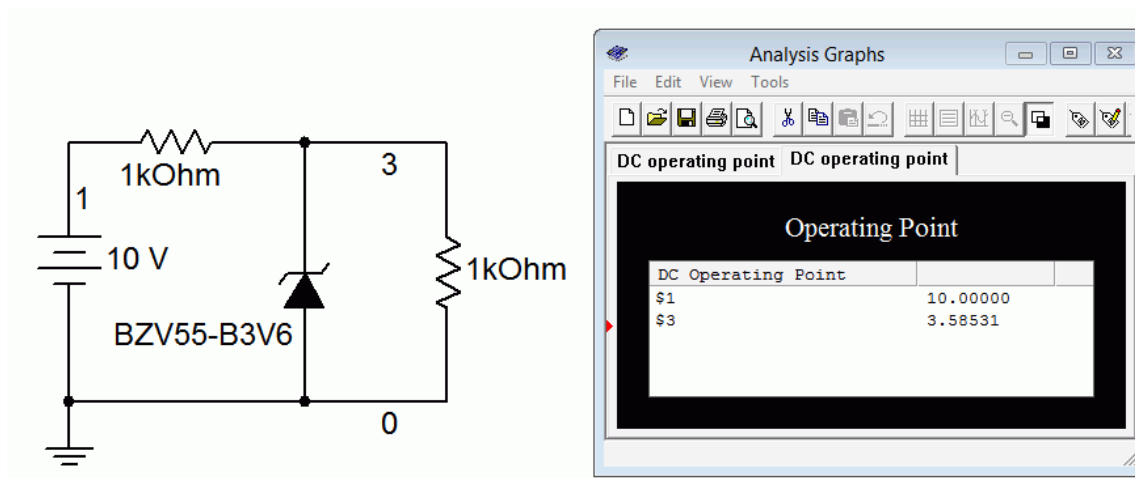 1kOhm
3
1
10 V
1kOhm
BZV55-B3V6
0
Analysis Graphs
File Edit View Tools
DC operating point DC operating point
Operating Point
DC Operating Point
$1 10.00000
$3 3.58531